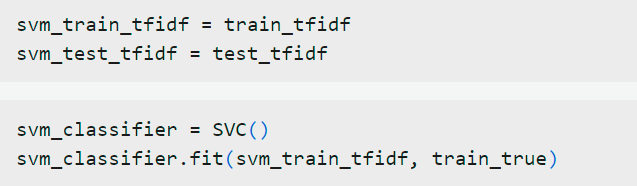 svm_train_tfidf = train_tfidf
svm_test_tfidf = test_tfidf
svm_classifier = SVC()
svm_classifier.fit(svm_train_tfidf, train_true)